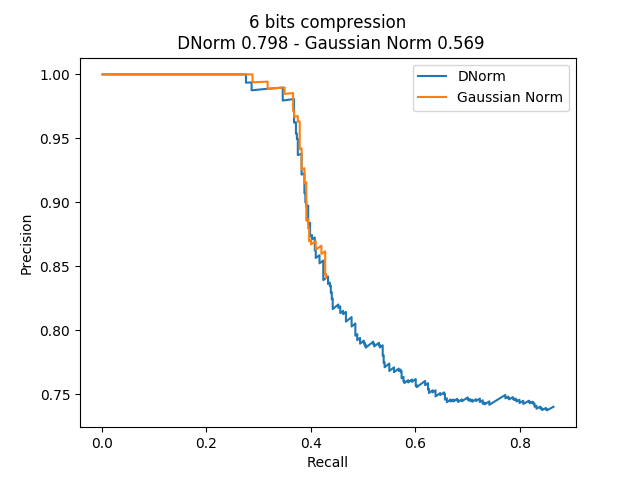 6 bits compression
DNorm 0.798 - Gaussian Norm 0.569
DNorm
Gaussian Norm
Precision
1.00
0.95
0.90
0.85
0.80
0.75
0.0 0.2 0.4 0.6 0.8
Recall